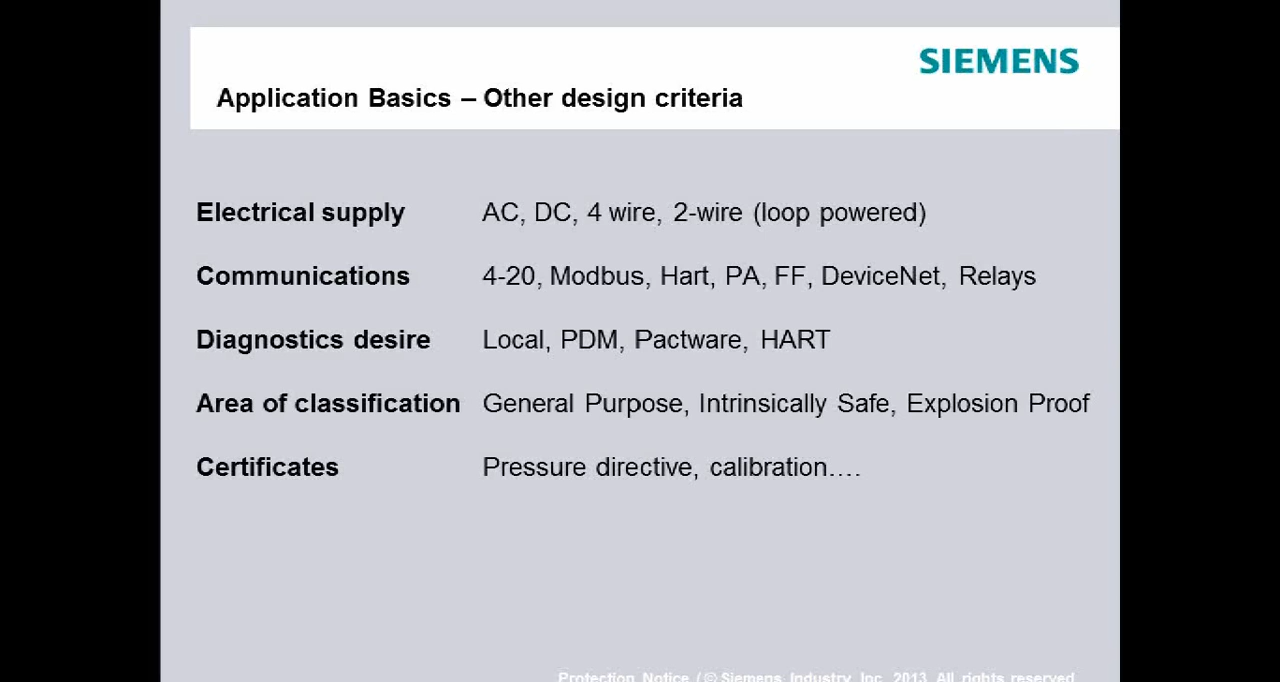 SIEMENS
Application Basics – Other design criteria
Electrical supply AC, DC, 4 wire, 2-wire (loop powered)
Communications 4-20, Modbus, Hart, PA, FF, DeviceNet, Relays
Diagnostics desire Local, PDM, Pactware, HART
Area of classification General Purpose, Intrinsically Safe, Explosion Proof
Certificates Pressure directive, calibration….
Protection Notice / © Siemens Industry, Inc. 2013. All rights reserved